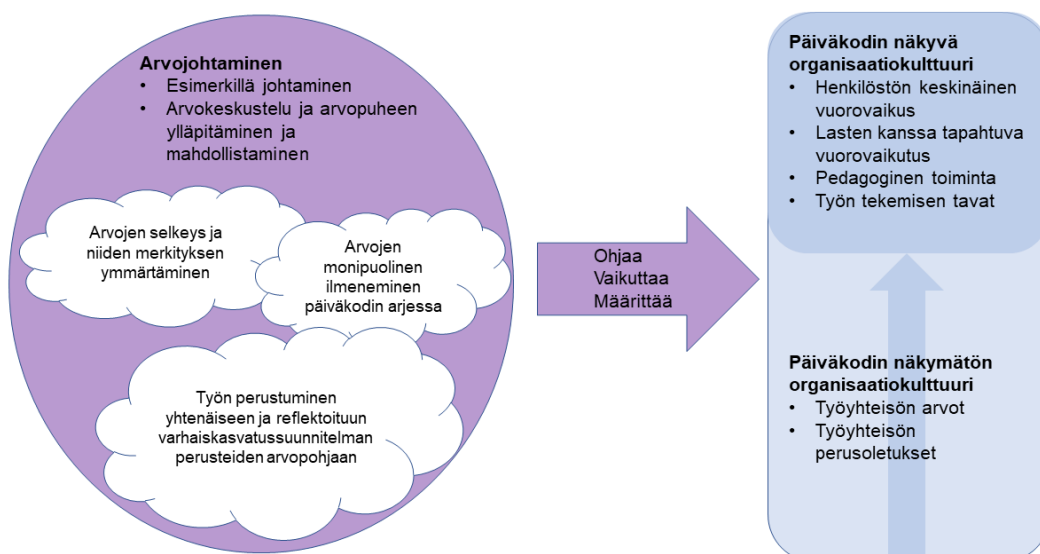 Arvojohtaminen
• Esimerkillä johtaminen
• Arvokeskustelu ja arvopuheen
ylläpitäminen ja
mahdollistaminen
Arvojen selkeys ja
niiden merkityksen
ymmärtäminen
Arvojen
monipuolinen
ilmeneminen
päiväkodin arjessa
Työn perustuminen
yhtenäiseen ja reflektoituun
varhaiskasvatussuunnitelman
perusteiden arvopohjaan
Ohjaa
Vaikuttaa
Määrittää
Päiväkodin näkyvä
organisaatiokulttuuri
• Henkilöstön keskinäinen
vuorovaikus
• Lasten kanssa tapahtuva
vuorovaikutus
• Pedagoginen toiminta
• Työn tekemisen tavat
Päiväkodin näkymätön
organisaatiokulttuuri
• Työyhteisön arvot
• Työyhteisön
perusoletukset